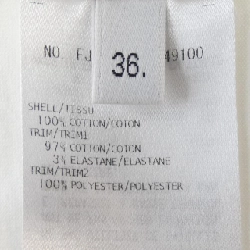 NO. FJ 49100
36.
SHELL/TISSU
100% COTTON/COTON
TRIM/TRIM1
97% COTTON/COTON
3% ELASTANE/ELASTANE
TRIM/TRIM2
100% POLYESTER/POLYESTER